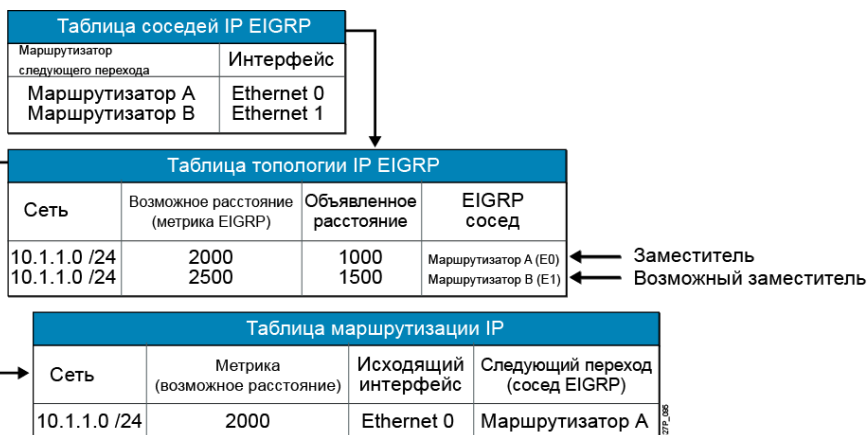 Таблица соседей IP EIGRP
Маршрутизатор
следующего перехода
Интерфейс
Маршрутизатор A Ethernet 0
Маршрутизатор B Ethernet 1
Таблица топологии IP EIGRP
Сеть
Возможное расстояние
(метрика EIGRP)
Объявленное
расстояние
EIGRP
сосед
10.1.1.0 /24 2000 1000 Маршрутизатор A (E0) Заместитель
10.1.1.0 /24 2500 1500 Маршрутизатор B (E1) Возможный заместитель
Таблица маршрутизации IP
Сеть
Метрика
(возможное расстояние)
Исходящий
интерфейс
Следующий переход
(сосед EIGRP)
10.1.1.0 /24 2000 Ethernet 0 Маршрутизатор A